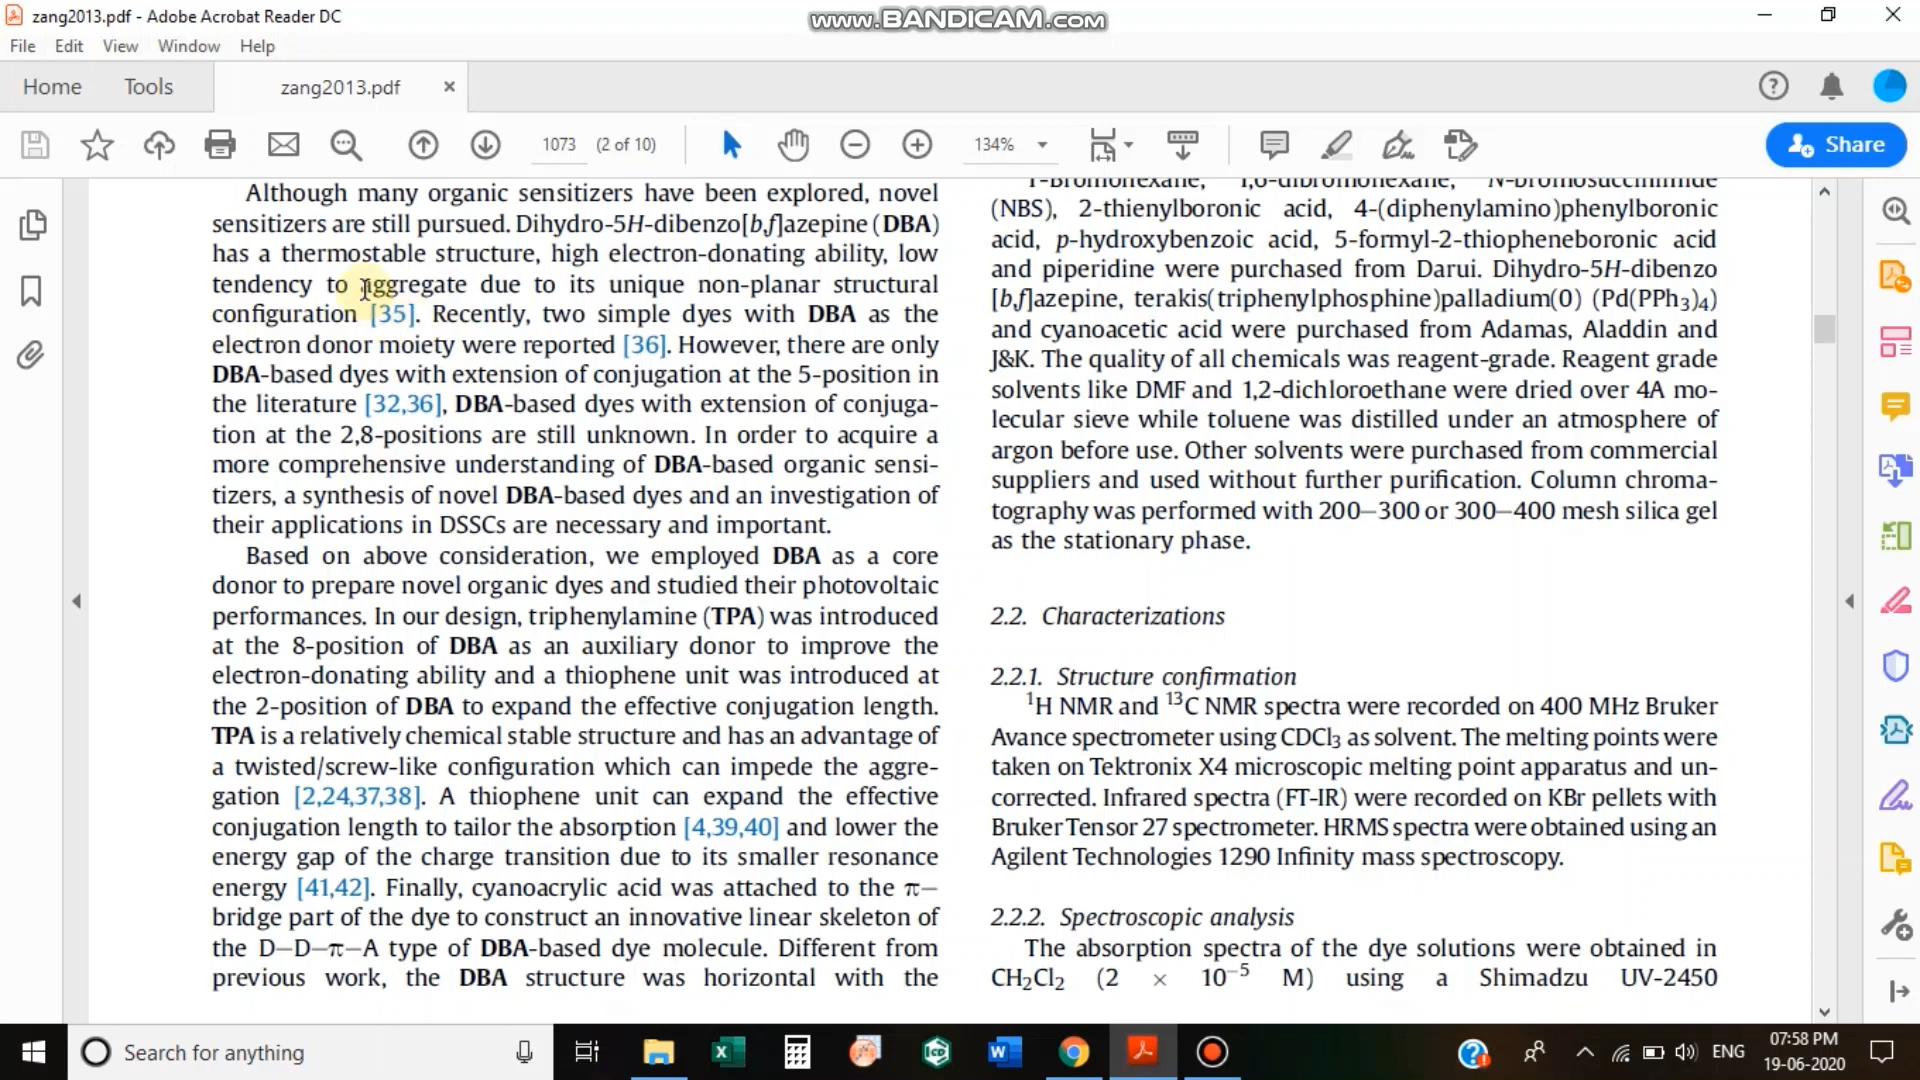 zang2013.pdf - Adobe Acrobat Reader DC
www.BANDICAM.com
File Edit View Window Help
Home Tools zang2013.pdf
1073 (2 of 10) 134% Share
Although many organic sensitizers have been explored, novel
sensitizers are still pursued. Dihydro-5H-dibenzo[b,f]azepine (DBA)
has a thermostable structure, high electron-donating ability, low
tendency to aggregate due to its unique non-planar structural
configuration [35]. Recently, two simple dyes with DBA as the
electron donor moiety were reported [36]. However, there are only
DBA-based dyes with extension of conjugation at the 5-position in
the literature [32,36], DBA-based dyes with extension of conjuga-
tion at the 2,8-positions are still unknown. In order to acquire a
more comprehensive understanding of DBA-based organic sensi-
tizers, a synthesis of novel DBA-based dyes and an investigation of
their applications in DSSCs are necessary and important.
Based on above consideration, we employed DBA as a core
donor to prepare novel organic dyes and studied their photovoltaic
performances. In our design, triphenylamine (TPA) was introduced
at the 8-position of DBA as an auxiliary donor to improve the
electron-donating ability and a thiophene unit was introduced at
the 2-position of DBA to expand the effective conjugation length.
TPA is a relatively chemical stable structure and has an advantage of
a twisted/screw-like configuration which can impede the aggre-
gation [2,24,37,38]. A thiophene unit can expand the effective
conjugation length to tailor the absorption [4,39,40] and lower the
energy gap of the charge transition due to its smaller resonance
energy [41,42]. Finally, cyanoacrylic acid was attached to the π–
bridge part of the dye to construct an innovative linear skeleton of
the D–D–π–A type of DBA-based dye molecule. Different from
previous work, the DBA structure was horizontal with the
1-Bromohexane, 1,6-dibromohexane, N-bromosuccinimide
(NBS), 2-thienylboronic acid, 4-(diphenylamino)phenylboronic
acid, p-hydroxybenzoic acid, 5-formyl-2-thiopheneboronic acid
and piperidine were purchased from Darui. Dihydro-5H-dibenzo
[b,f]azepine, terakis(triphenylphosphine)palladium(0) (Pd(PPh₃)₄)
and cyanoacetic acid were purchased from Adamas, Aladdin and
J&K. The quality of all chemicals was reagent-grade. Reagent grade
solvents like DMF and 1,2-dichloroethane were dried over 4A mo-
lecular sieve while toluene was distilled under an atmosphere of
argon before use. Other solvents were purchased from commercial
suppliers and used without further purification. Column chroma-
tography was performed with 200–300 or 300–400 mesh silica gel
as the stationary phase.
2.2. Characterizations
2.2.1. Structure confirmation
¹H NMR and ¹³C NMR spectra were recorded on 400 MHz Bruker
Avance spectrometer using CDCl₃ as solvent. The melting points were
taken on Tektronix X4 microscopic melting point apparatus and un-
corrected. Infrared spectra (FT-IR) were recorded on KBr pellets with
Bruker Tensor 27 spectrometer. HRMS spectra were obtained using an
Agilent Technologies 1290 Infinity mass spectroscopy.
2.2.2. Spectroscopic analysis
The absorption spectra of the dye solutions were obtained in
CH₂Cl₂ (2 × 10⁻⁵ M) using a Shimadzu UV-2450
Search for anything
ENG
07:58 PM
19-06-2020